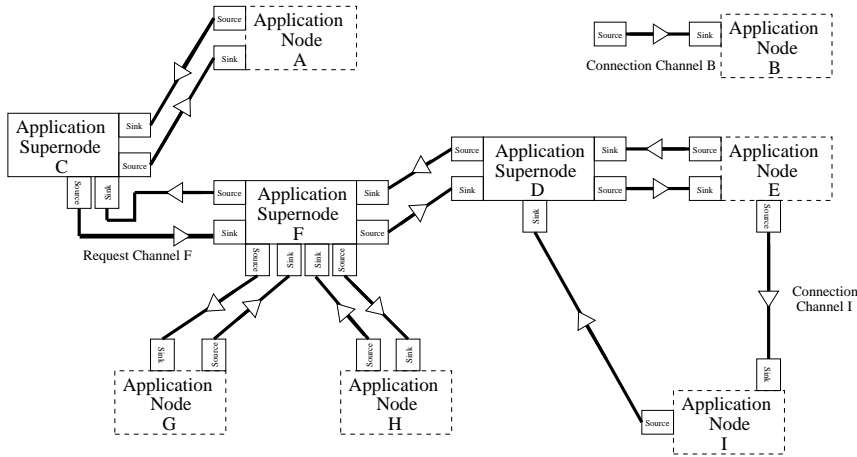 Source
Application
Node
A
Sink
Source
Sink
Application
Node
B
Connection Channel B
Application
Supernode
C
Sink
Source
Source
Sink
Source
Sink
Application
Supernode
D
Sink
Source
Sink
Source
Sink
Application
Node
E
Source
Source
Sink
Application
Supernode
F
Sink
Source
Request Channel F
Source
Sink
Sink
Source
Connection
Channel I
Sink
Source
Application
Node
G
Source
Sink
Application
Node
H
Sink
Source
Application
Node
I